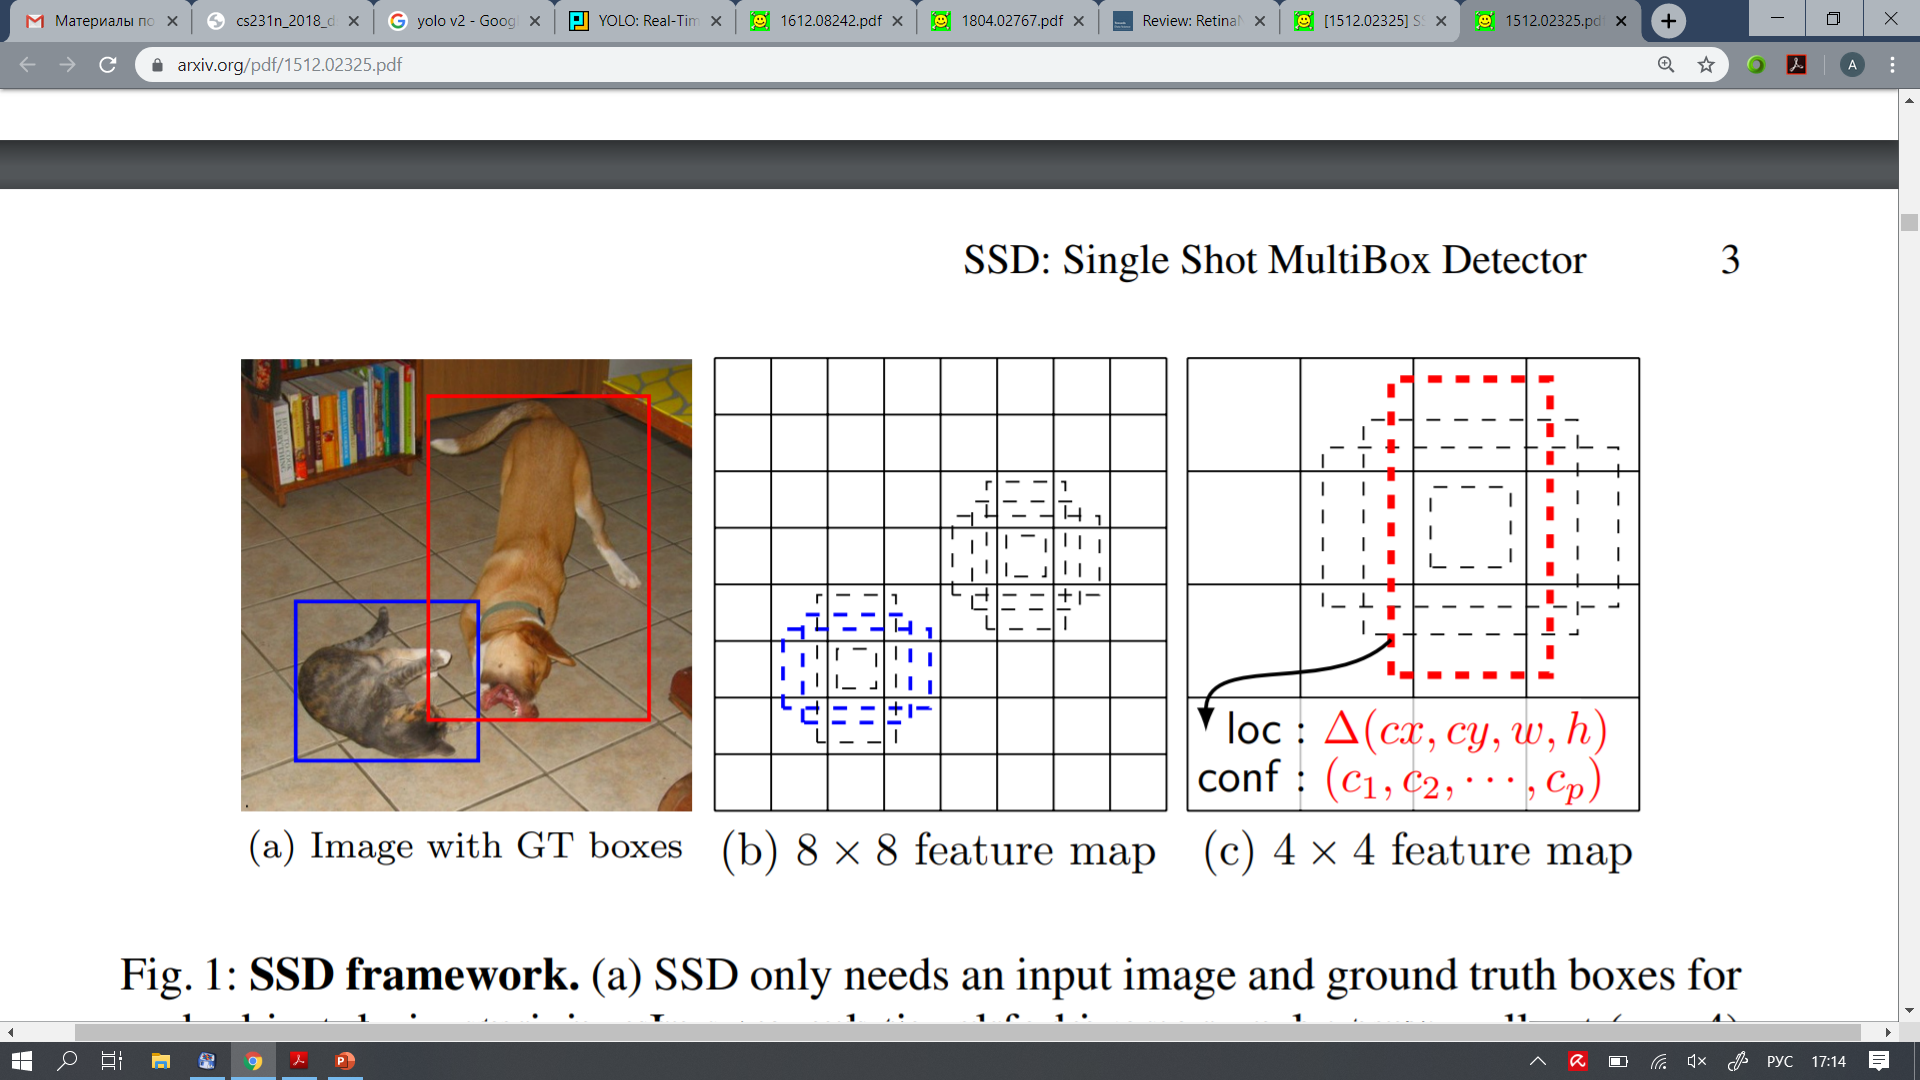 Материалы по
cs231n_2018_d
yolo v2 - Goog
YOLO: Real-Tim
1612.08242.pdf
1804.02767.pdf
Review: Retina
[1512.02325] S
1512.02325.pd
arxiv.org/pdf/1512.02325.pdf
A
SSD: Single Shot MultiBox Detector 3
loc : Δ(cx, cy, w, h)
conf : (c₁, c₂, ⋯, cₚ)
(a) Image with GT boxes
(b) 8 × 8 feature map
(c) 4 × 4 feature map
Fig. 1: SSD framework. (a) SSD only needs an input image and ground truth boxes for
РУС 17:14